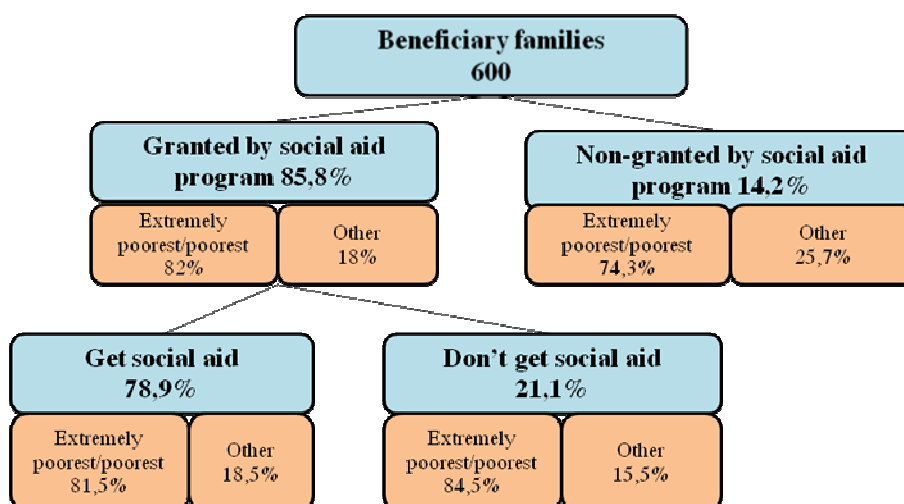 Beneficiary families
600
Granted by social aid
program 85,8%
Non-granted by social aid
program 14,2%
Extremely
poorest/poorest
82%
Other
18%
Extremely
poorest/poorest
74,3%
Other
25,7%
Get social aid
78,9%
Don't get social aid
21,1%
Extremely
poorest/poorest
81,5%
Other
18,5%
Extremely
poorest/poorest
84,5%
Other
15,5%